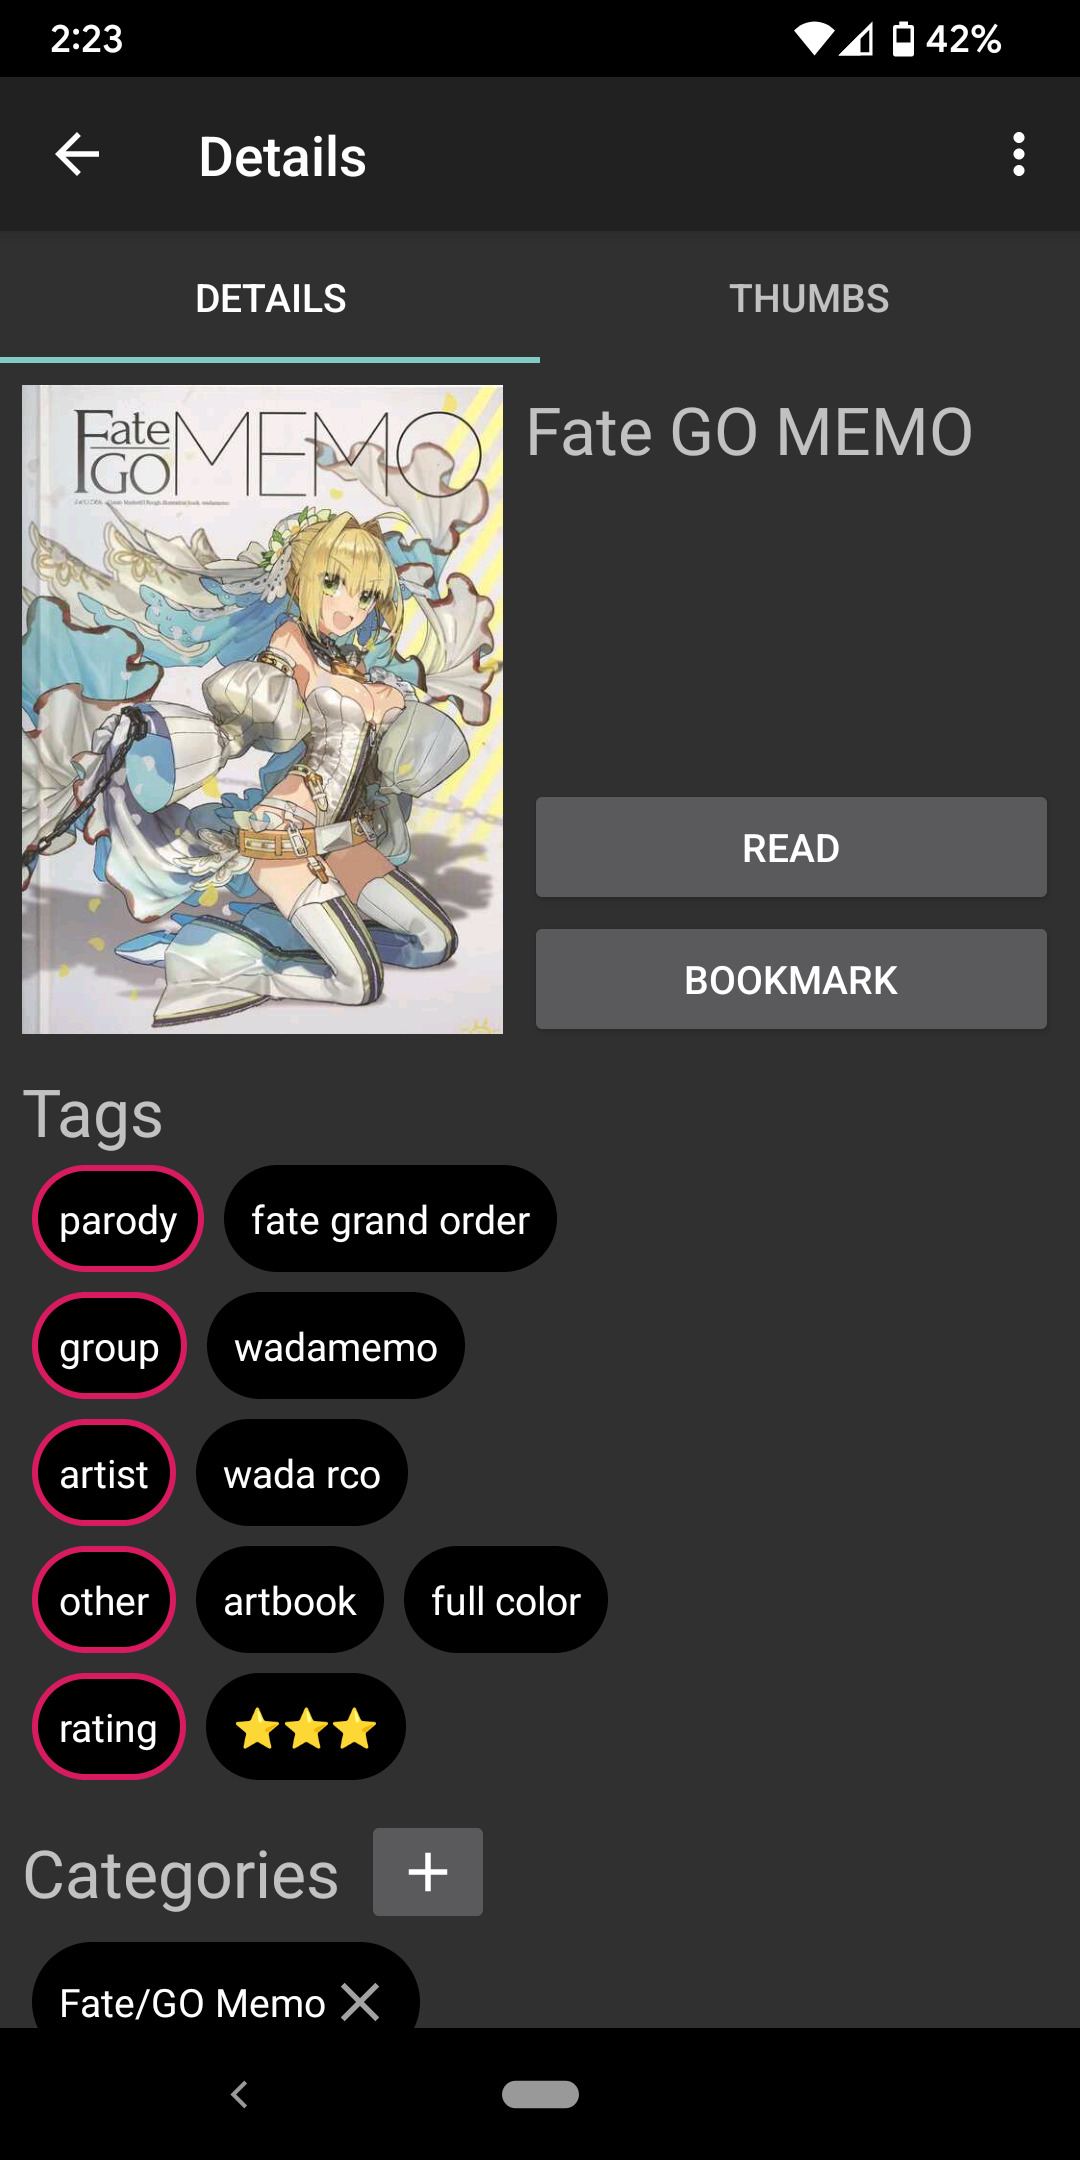 2:23
42%
Details
DETAILS
THUMBS
Fate
GO
MEMO
Fate GO MEMO
READ
BOOKMARK
Tags
parody
fate grand order
group
wadamemo
artist
wada rco
other
artbook
full color
rating
⭐⭐⭐
Categories
+
Fate/GO Memo